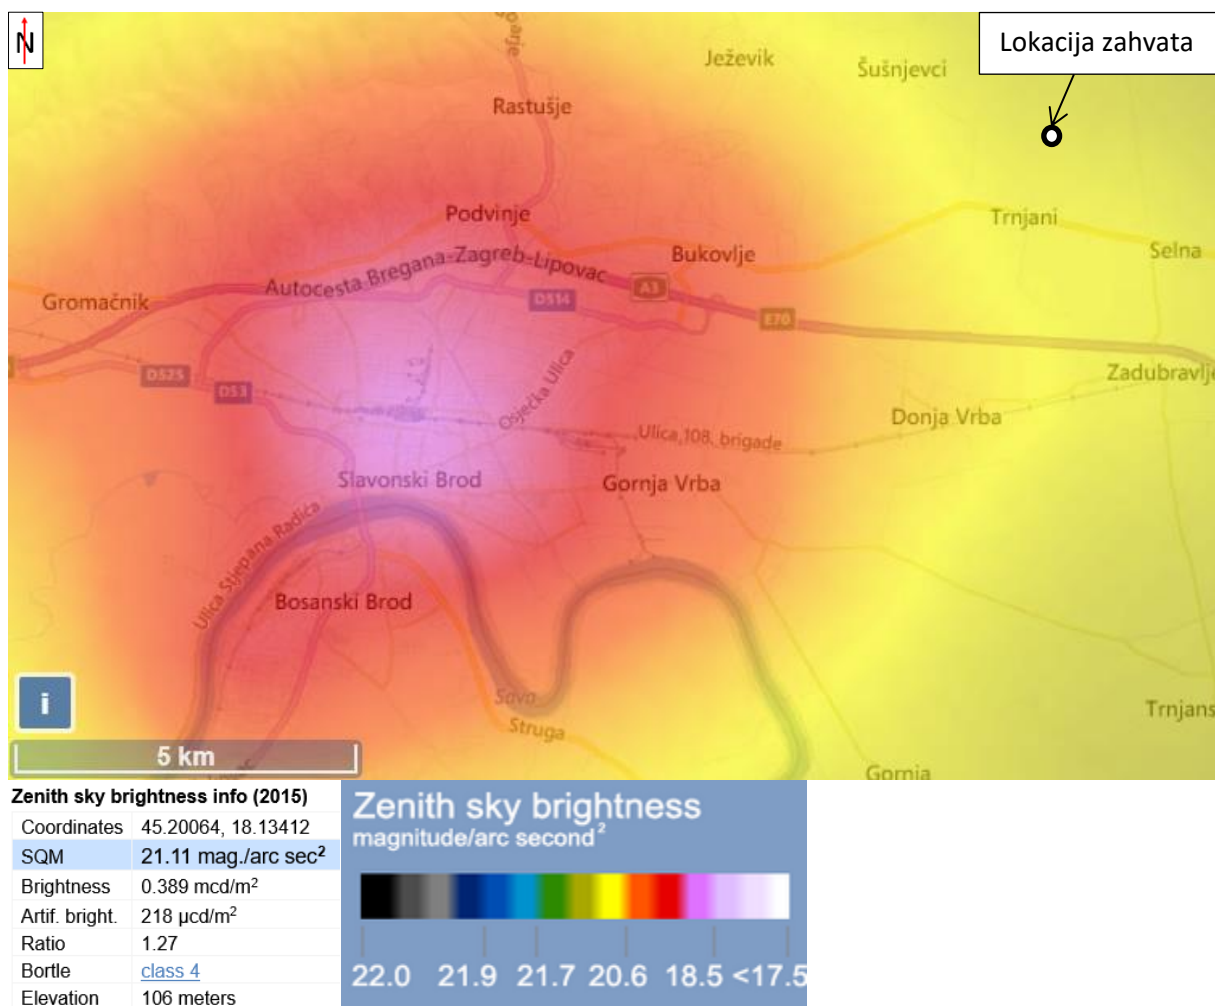 N
Lokacija zahvata
Ježevik
Šušnjevci
Rastušje
Podvinje
Trnjani
Selna
Bukovlje
Autocesta Bregana-Zagreb-Lipovac
A3
Gromačnik
D514
E70
D525
D53
Osječka Ulica
Zadubravlje
Donja Vrba
Ulica 108. brigade
Slavonski Brod
Gornja Vrba
Ulica Stjepana Radića
Bosanski Brod
Sava
Struga
Trnjans
Gornja
i
5 km
Zenith sky brightness info (2015)
Coordinates 45.20064, 18.13412
SQM 21.11 mag./arc sec²
Brightness 0.389 mcd/m²
Artif. bright. 218 μcd/m²
Ratio 1.27
Bortle class 4
Elevation 106 meters
Zenith sky brightness
magnitude/arc second²
22.0 21.9 21.7 20.6 18.5 <17.5